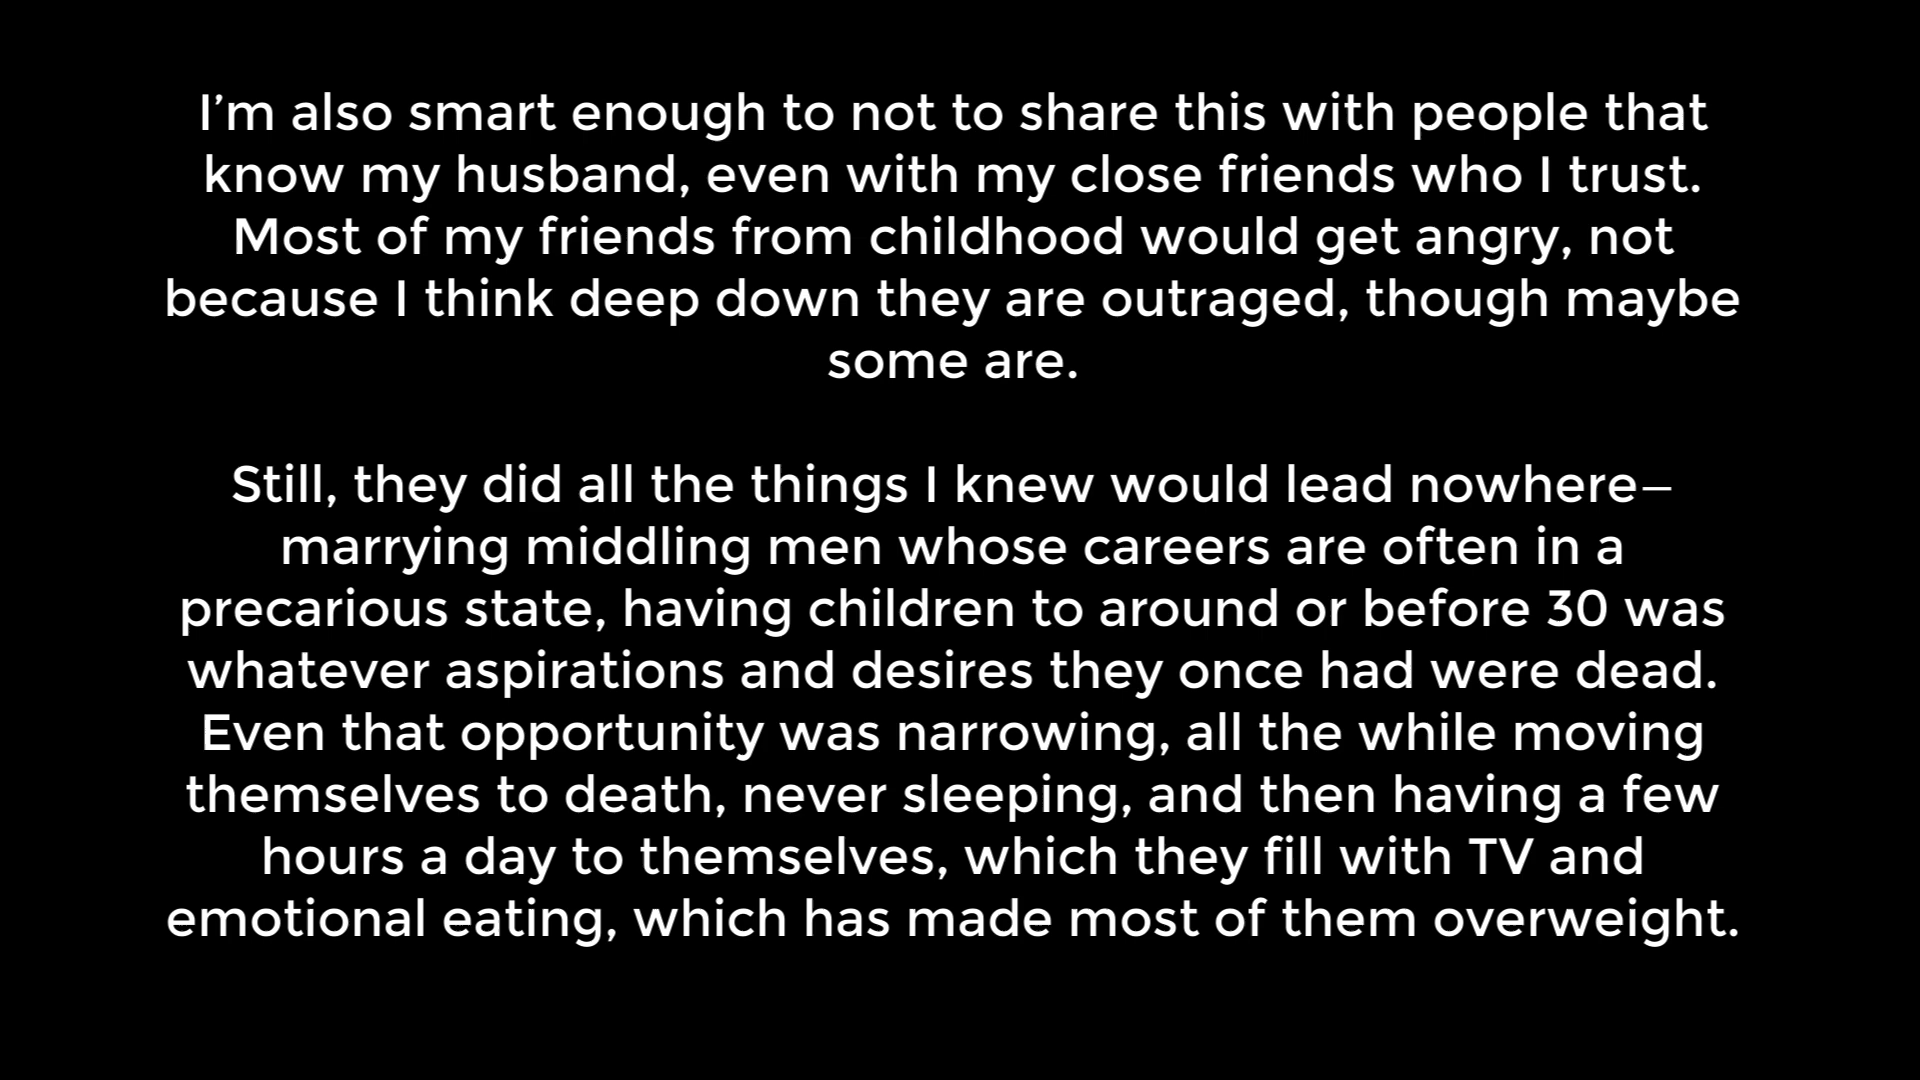 I’m also smart enough to not to share this with people that
know my husband, even with my close friends who I trust.
Most of my friends from childhood would get angry, not
because I think deep down they are outraged, though maybe
some are.
Still, they did all the things I knew would lead nowhere—
marrying middling men whose careers are often in a
precarious state, having children to around or before 30 was
whatever aspirations and desires they once had were dead.
Even that opportunity was narrowing, all the while moving
themselves to death, never sleeping, and then having a few
hours a day to themselves, which they fill with TV and
emotional eating, which has made most of them overweight.